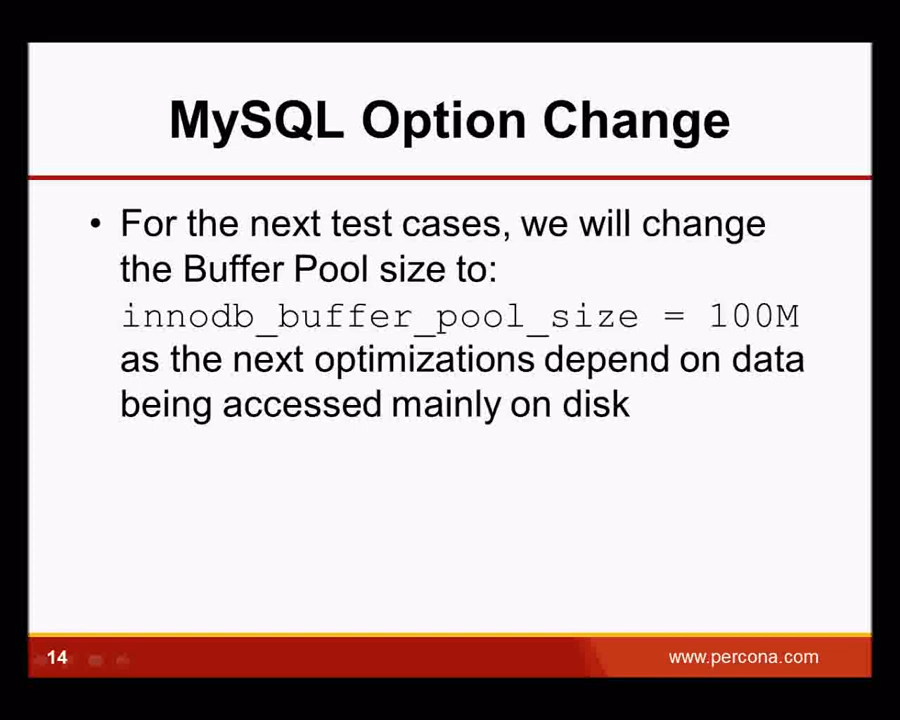 MySQL Option Change
• For the next test cases, we will change
the Buffer Pool size to:
innodb_buffer_pool_size = 100M
as the next optimizations depend on data
being accessed mainly on disk
14
www.percona.com